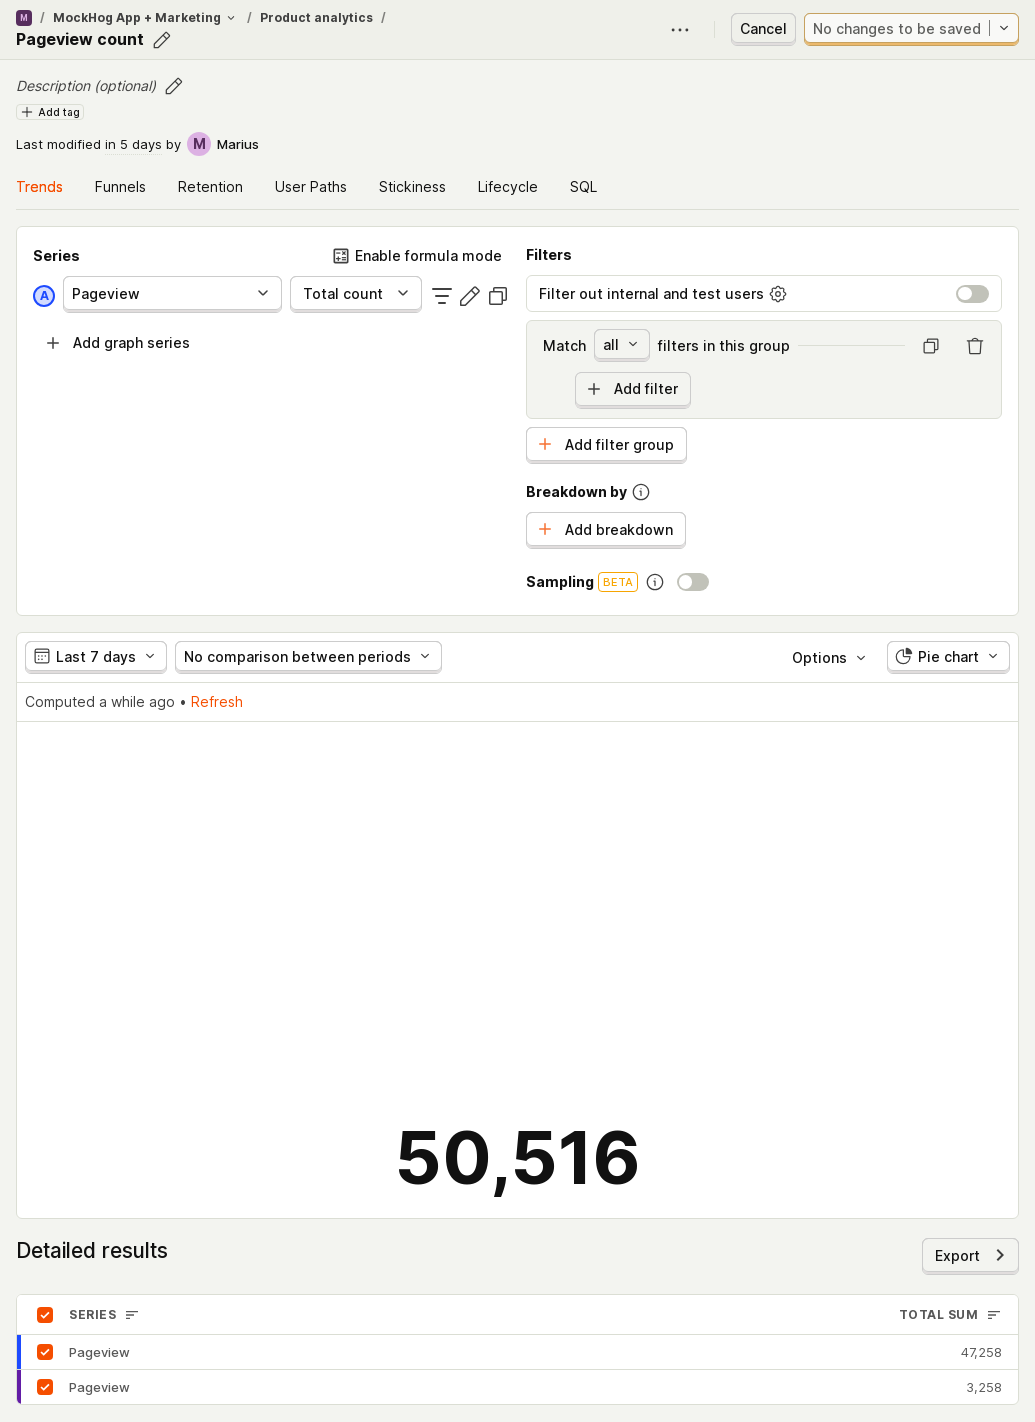 M / MockHog App + Marketing / Product analytics /
Pageview count
Cancel
No changes to be saved
Description (optional)
Add tag
Last modified in 5 days by M Marius
Trends Funnels Retention User Paths Stickiness Lifecycle SQL
Series
Enable formula mode
A Pageview Total count
Add graph series
Filters
Filter out internal and test users
Match all filters in this group
Add filter
Add filter group
Breakdown by
Add breakdown
Sampling BETA
Last 7 days No comparison between periods Options Pie chart
Computed a while ago • Refresh
50,516
Detailed results
Export
SERIES TOTAL SUM
Pageview 47,258
Pageview 3,258